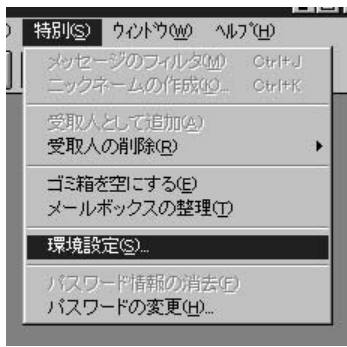 ) 特別(S) ウィンドウ(W) ヘルプ(H)
メッセージのフィルタ(M) Ctrl+J
ニックネームの作成(K)... Ctrl+K
受取人として追加(A)
受取人の削除(R)
ゴミ箱を空にする(E)
メールボックスの整理(T)
環境設定(S)...
パスワード情報の消去(F)
パスワードの変更(H)...